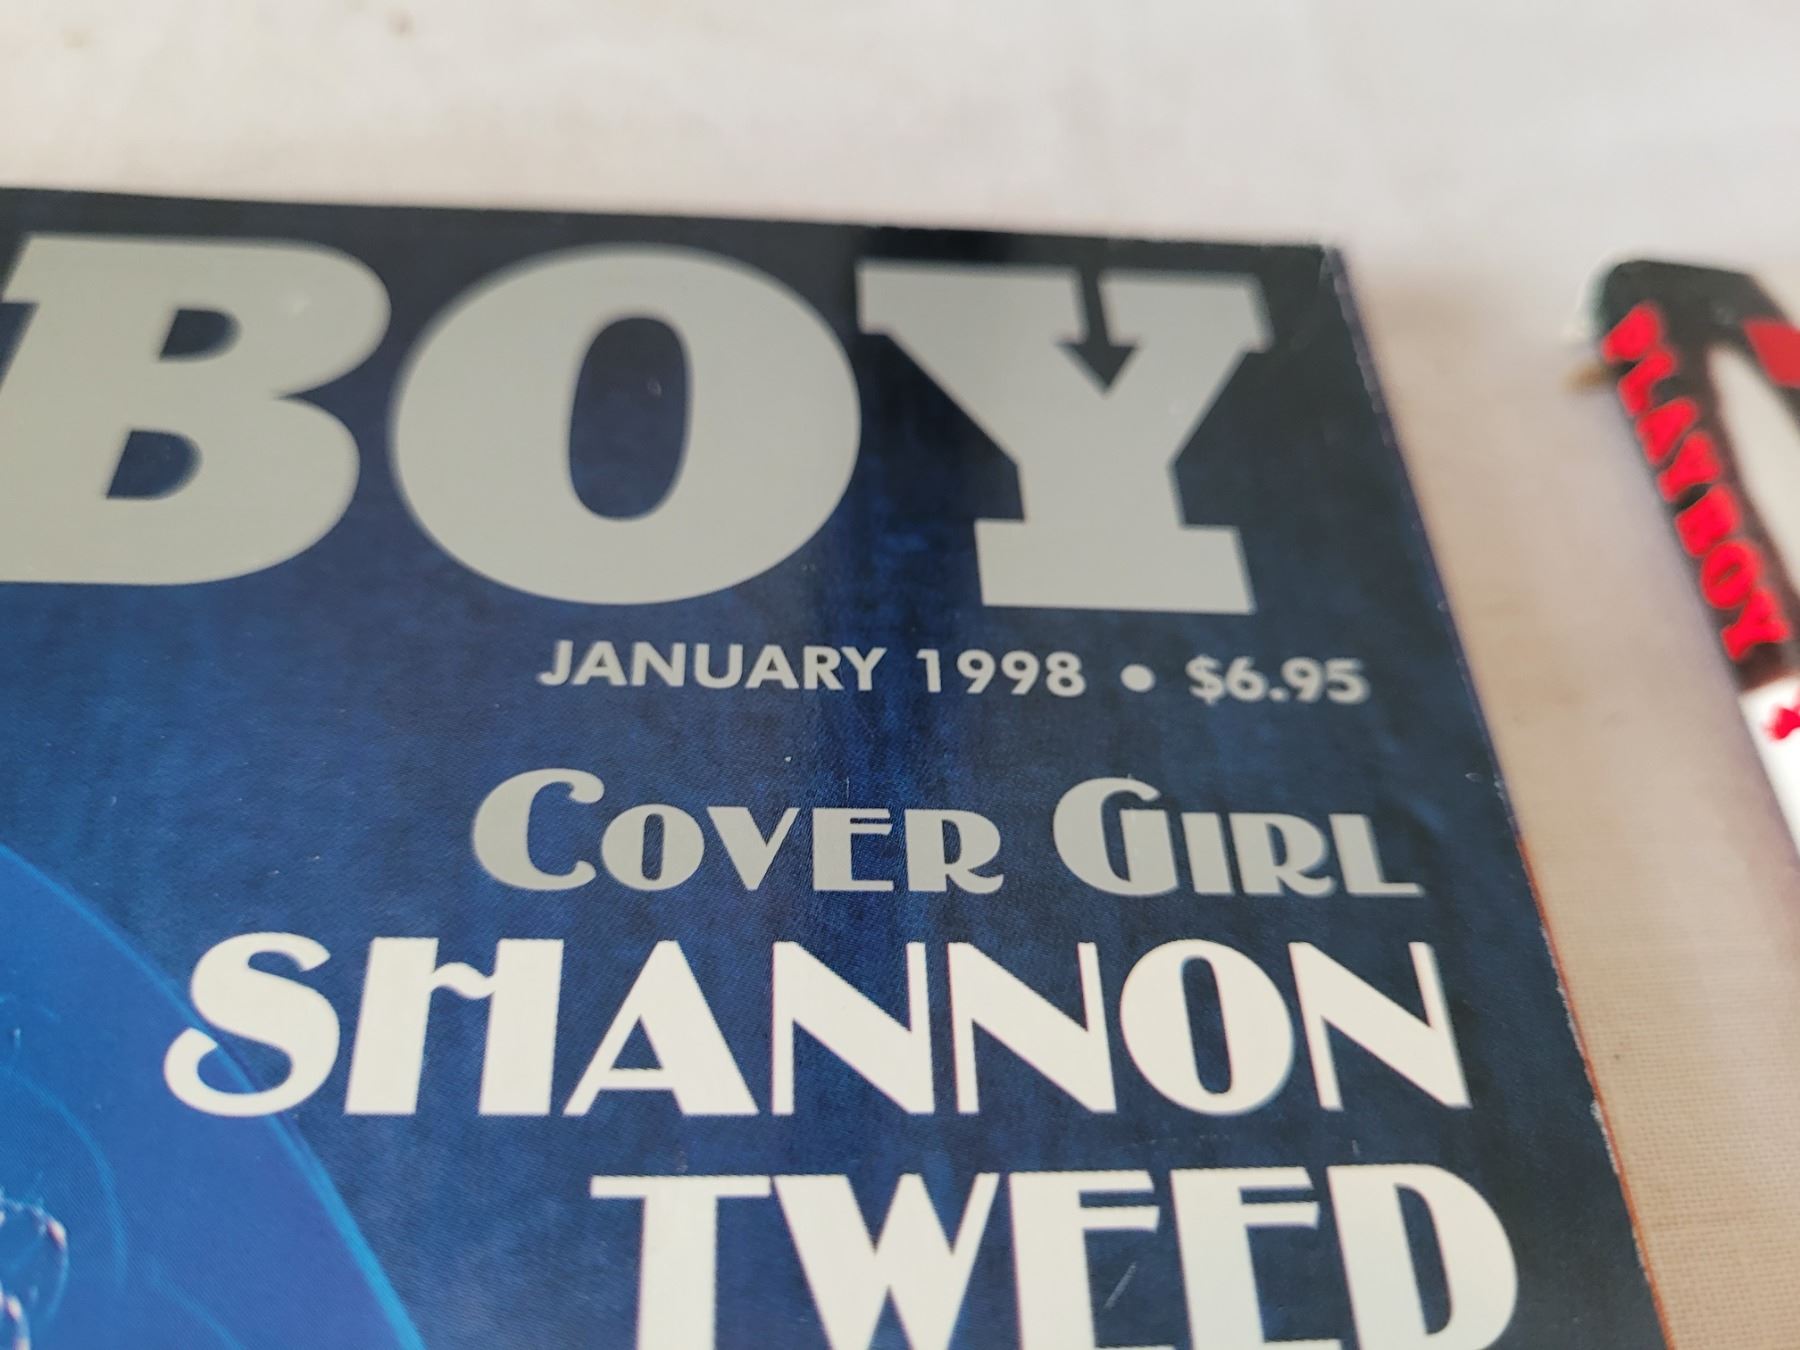 BOY
JANUARY 1998 • $6.95
COVER GIRL
SHANNON
TWEED
PLAYBOY